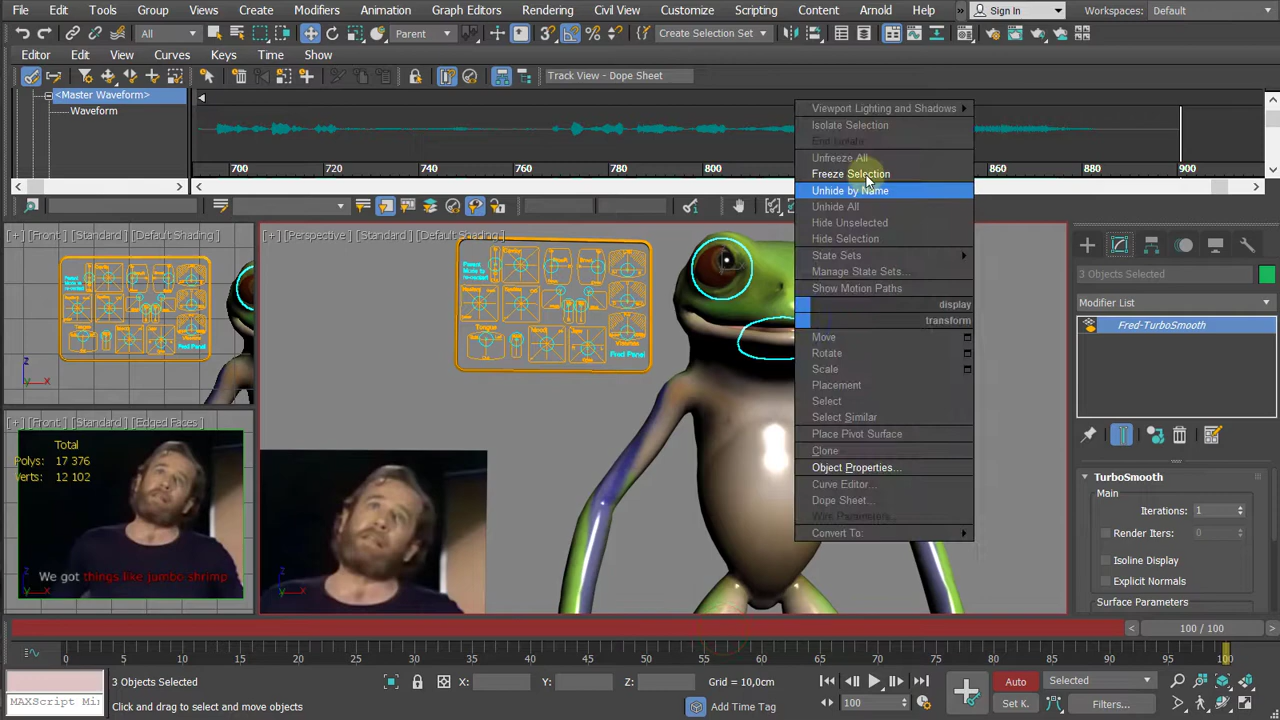 File Edit Tools Group Views Create Modifiers Animation Graph Editors Rendering Civil View Customize Scripting Content Arnold Help » Sign In Workspaces: Default
All Parent Create Selection Set
Editor Edit View Curves Keys Time Show
Track View - Dope Sheet
<Master Waveform>
Waveform
700 720 740 760 780 800 860 880 900
Viewport Lighting and Shadows
Isolate Selection
End Isolate
Unfreeze All
Freeze Selection
Unhide by Name
Unhide All
Hide Unselected
Hide Selection
State Sets
Manage State Sets...
Show Motion Paths
display
transform
Move
Rotate
Scale
Placement
Select
Select Similar
Place Pivot Surface
Clone
Object Properties...
Curve Editor...
Dope Sheet...
Wire Parameters...
Convert To:
[+] [Front] [Standard] [Default Shading]
[+] [Perspective] [Standard] [Default Shading]
Tongue
Fred Panel
[+] [Front] [Standard] [Edged Faces]
Total
Polys: 17 376
Verts: 12 102
We got things like jumbo shrimp
3 Objects Selected
Modifier List
Fred-TurboSmooth
TurboSmooth
Main
Iterations: 1
Render Iters: 0
Isoline Display
Explicit Normals
Surface Parameters
100 / 100
0 5 10 15 20 25 30 35 40 45 50 55 60 65 70 75 80 85 90 95 100
3 Objects Selected X: Y: Z: Grid = 10,0cm Auto Selected
MAXScript Mi Click and drag to select and move objects Add Time Tag 100 Set K. Filters...